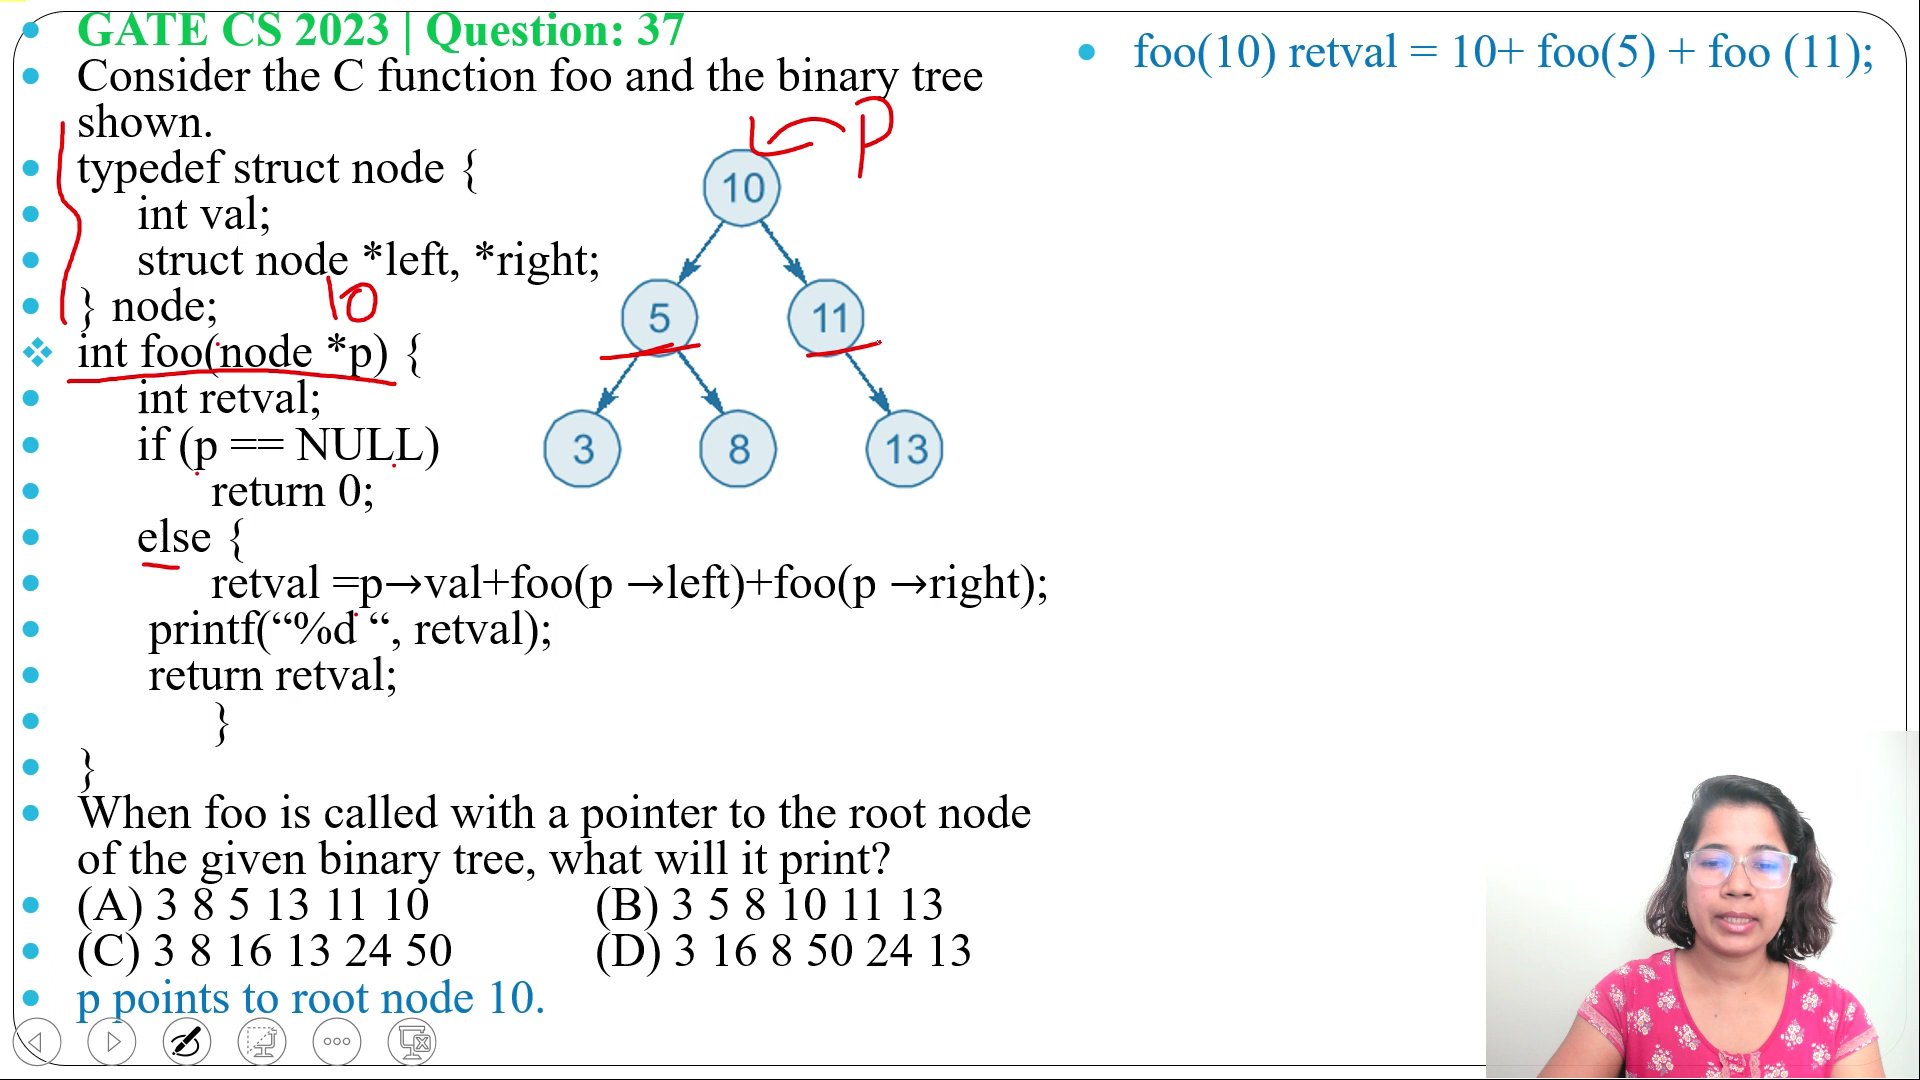 GATE CS 2023 | Question: 37
Consider the C function foo and the binary tree
shown.
typedef struct node {
int val;
struct node *left, *right;
} node;
int foo(node *p) {
int retval;
if (p == NULL)
return 0;
else {
retval =p→val+foo(p →left)+foo(p →right);
printf(“%d “, retval);
return retval;
}
}
When foo is called with a pointer to the root node
of the given binary tree, what will it print?
(A) 3 8 5 13 11 10 (B) 3 5 8 10 11 13
(C) 3 8 16 13 24 50 (D) 3 16 8 50 24 13
p points to root node 10.
P
10
10
5 11
3 8 13
foo(10) retval = 10+ foo(5) + foo (11);